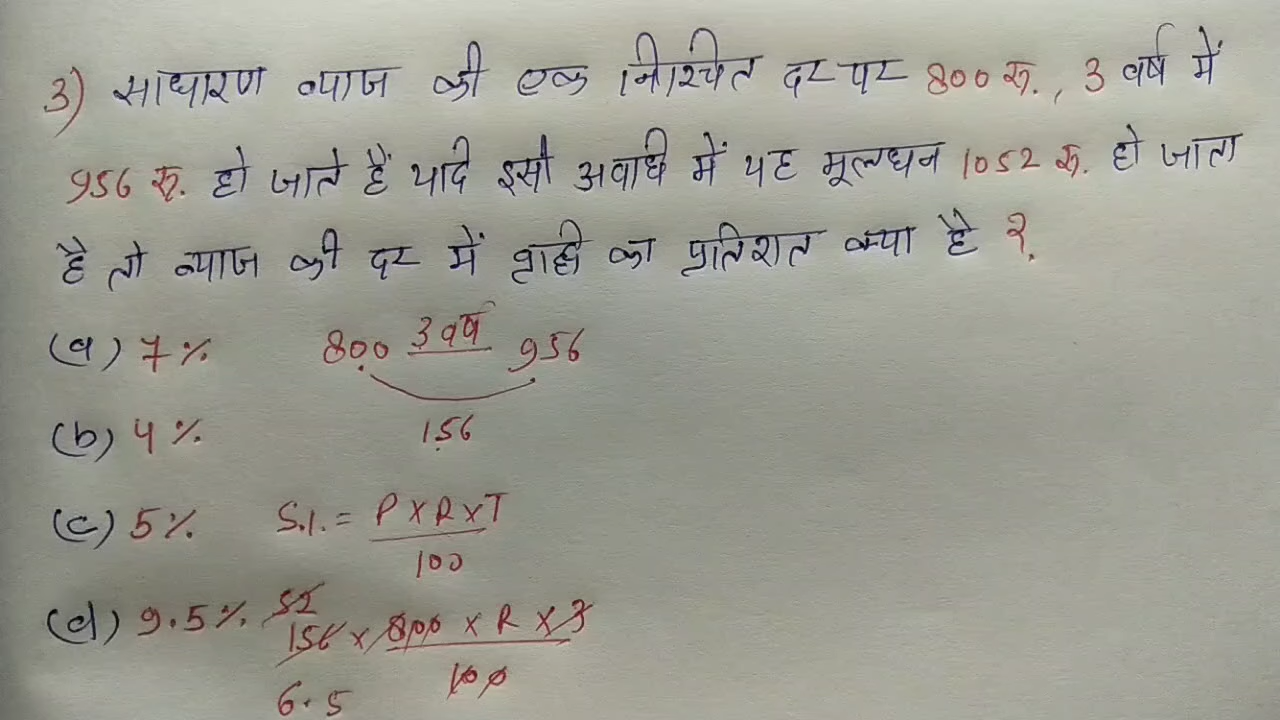 3) साधारण ब्याज की एक निश्चित दर पर 800 रु., 3 वर्ष में
956 रु. हो जाते हैं यदि इसी अवधि में यह मूलधन 1052 रु. हो जाता
है तो ब्याज की दर में वृद्धि का प्रतिशत क्या है ?
(a) 7% 800 3 वर्ष 956
(b) 4% 156
(c) 5% S.I. = P × R × T
100
(d) 9.5% 52
156 × 800 × R × 3
100
6.5